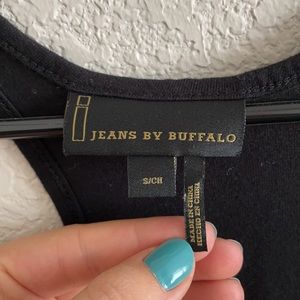 JEANS BY BUFFALO
S/CH
MADE IN CHINA
HECHO EN CHINA